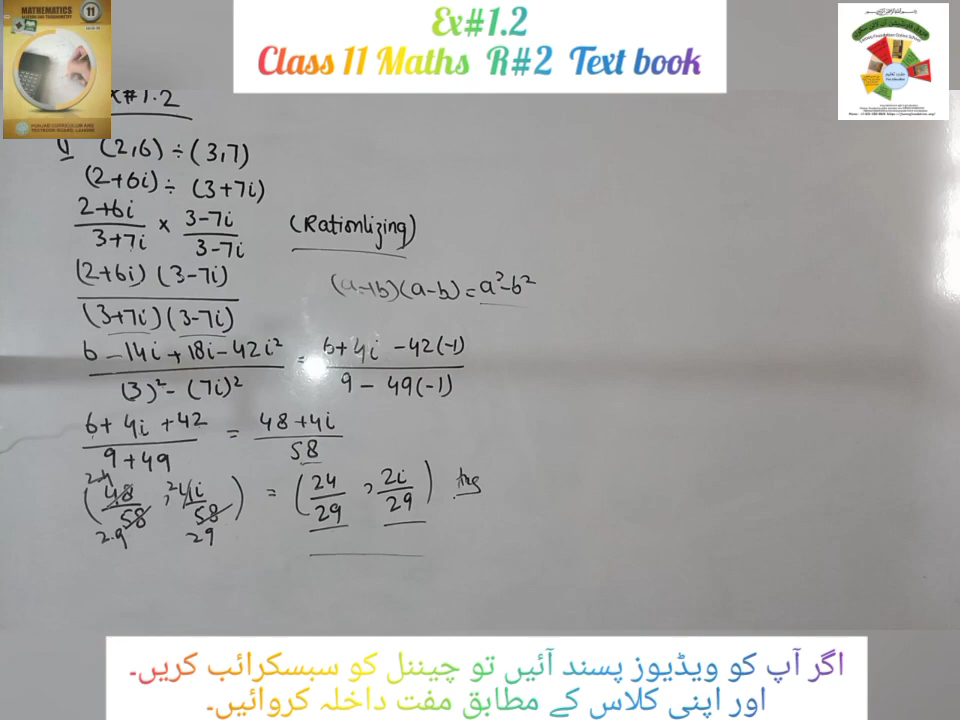 Ex#1.2
Class 11 Maths R#2 Text book
MATHEMATICS
11
x#1.2
(2,6) ÷ (3,7)
(2+6i) ÷ (3+7i)
2+6i / 3+7i × 3-7i / 3-7i (Rationlizing)
(2+6i) (3-7i) / (3+7i) (3-7i)
(a+b)(a-b) = a²-b²
6 -14i + 18i - 42i² / (3)² - (7i)² = 6+4i -42(-1) / 9 - 49(-1)
6+4i+42 / 9+49 = 48+4i / 58
(48/58 , 4i/58) = (24/29 , 2i/29) Ans
اگر آپ کو ویڈیوز پسند آئیں تو چیننل کو سبسکرائب کریں۔
اور اپنی کلاس کے مطابق مفت داخلہ کروائیں۔